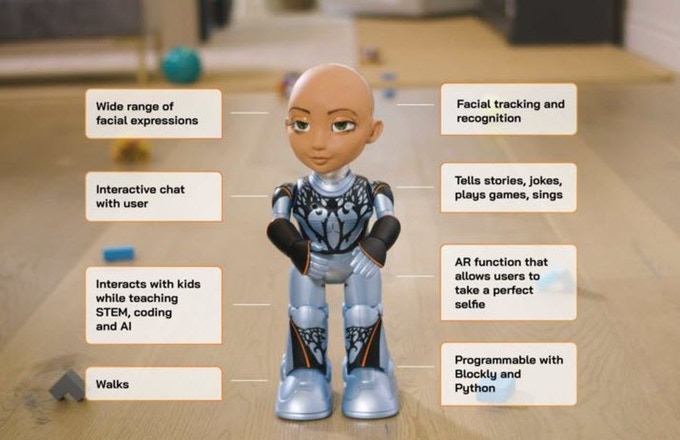 Wide range of
facial expressions
Interactive chat
with user
Interacts with kids
while teaching
STEM, coding
and AI
Walks
Facial tracking and
recognition
Tells stories, jokes,
plays games, sings
AR function that
allows users to
take a perfect
selfie
Programmable with
Blockly and
Python